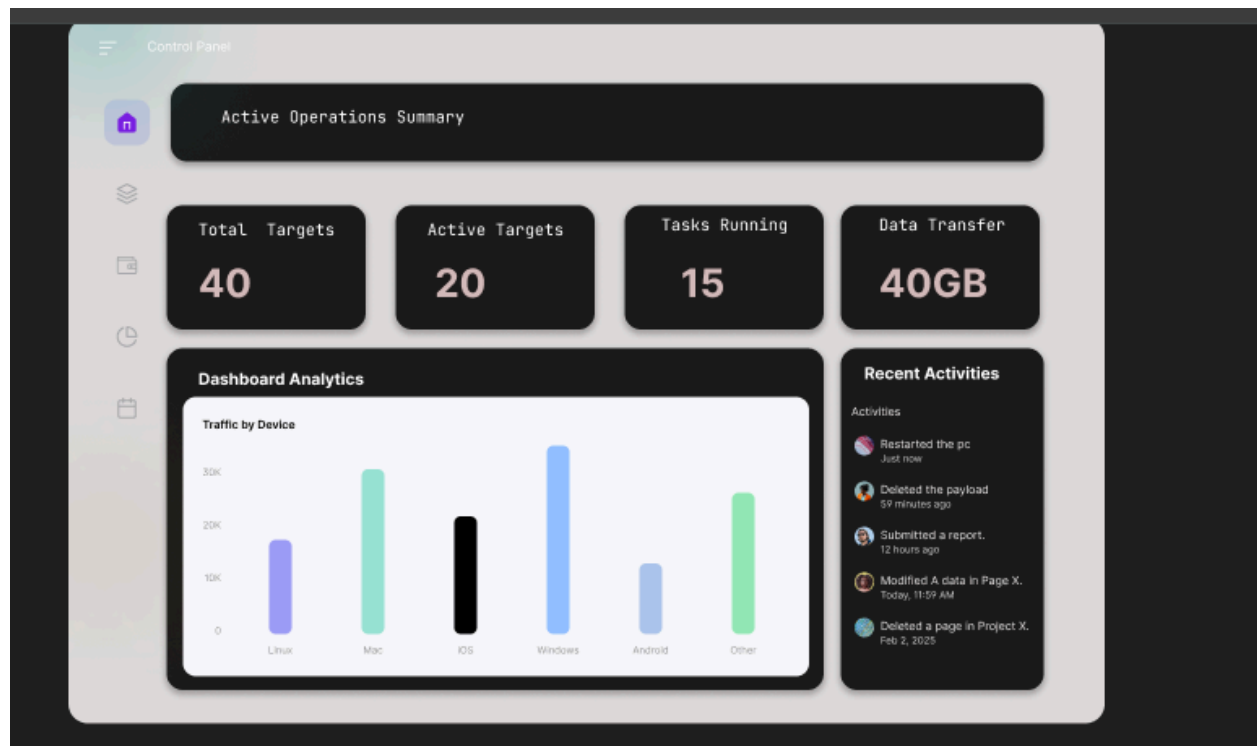 Control Panel
Active Operations Summary
Total Targets
Active Targets
Tasks Running
Data Transfer
40
20
15
40GB
Dashboard Analytics
Traffic by Device
30K
20K
10K
0
Linux
Mac
iOS
Windows
Android
Other
Recent Activities
Activities
Restarted the pc
Just now
Deleted the payload
59 minutes ago
Submitted a report.
12 hours ago
Modified A data in Page X.
Today, 11:59 AM
Deleted a page in Project X.
Feb 2, 2025